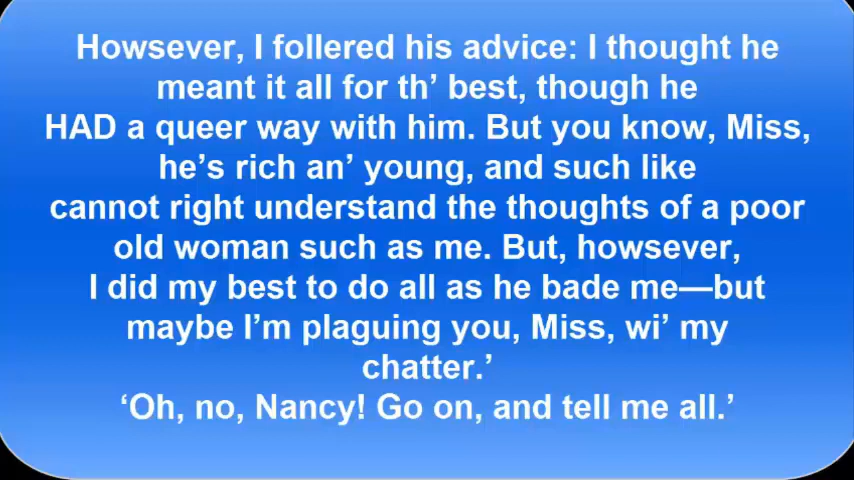 Howsever, I follered his advice: I thought he
meant it all for th’ best, though he
HAD a queer way with him. But you know, Miss,
he’s rich an’ young, and such like
cannot right understand the thoughts of a poor
old woman such as me. But, howsever,
I did my best to do all as he bade me—but
maybe I’m plaguing you, Miss, wi’ my
chatter.’
‘Oh, no, Nancy! Go on, and tell me all.’